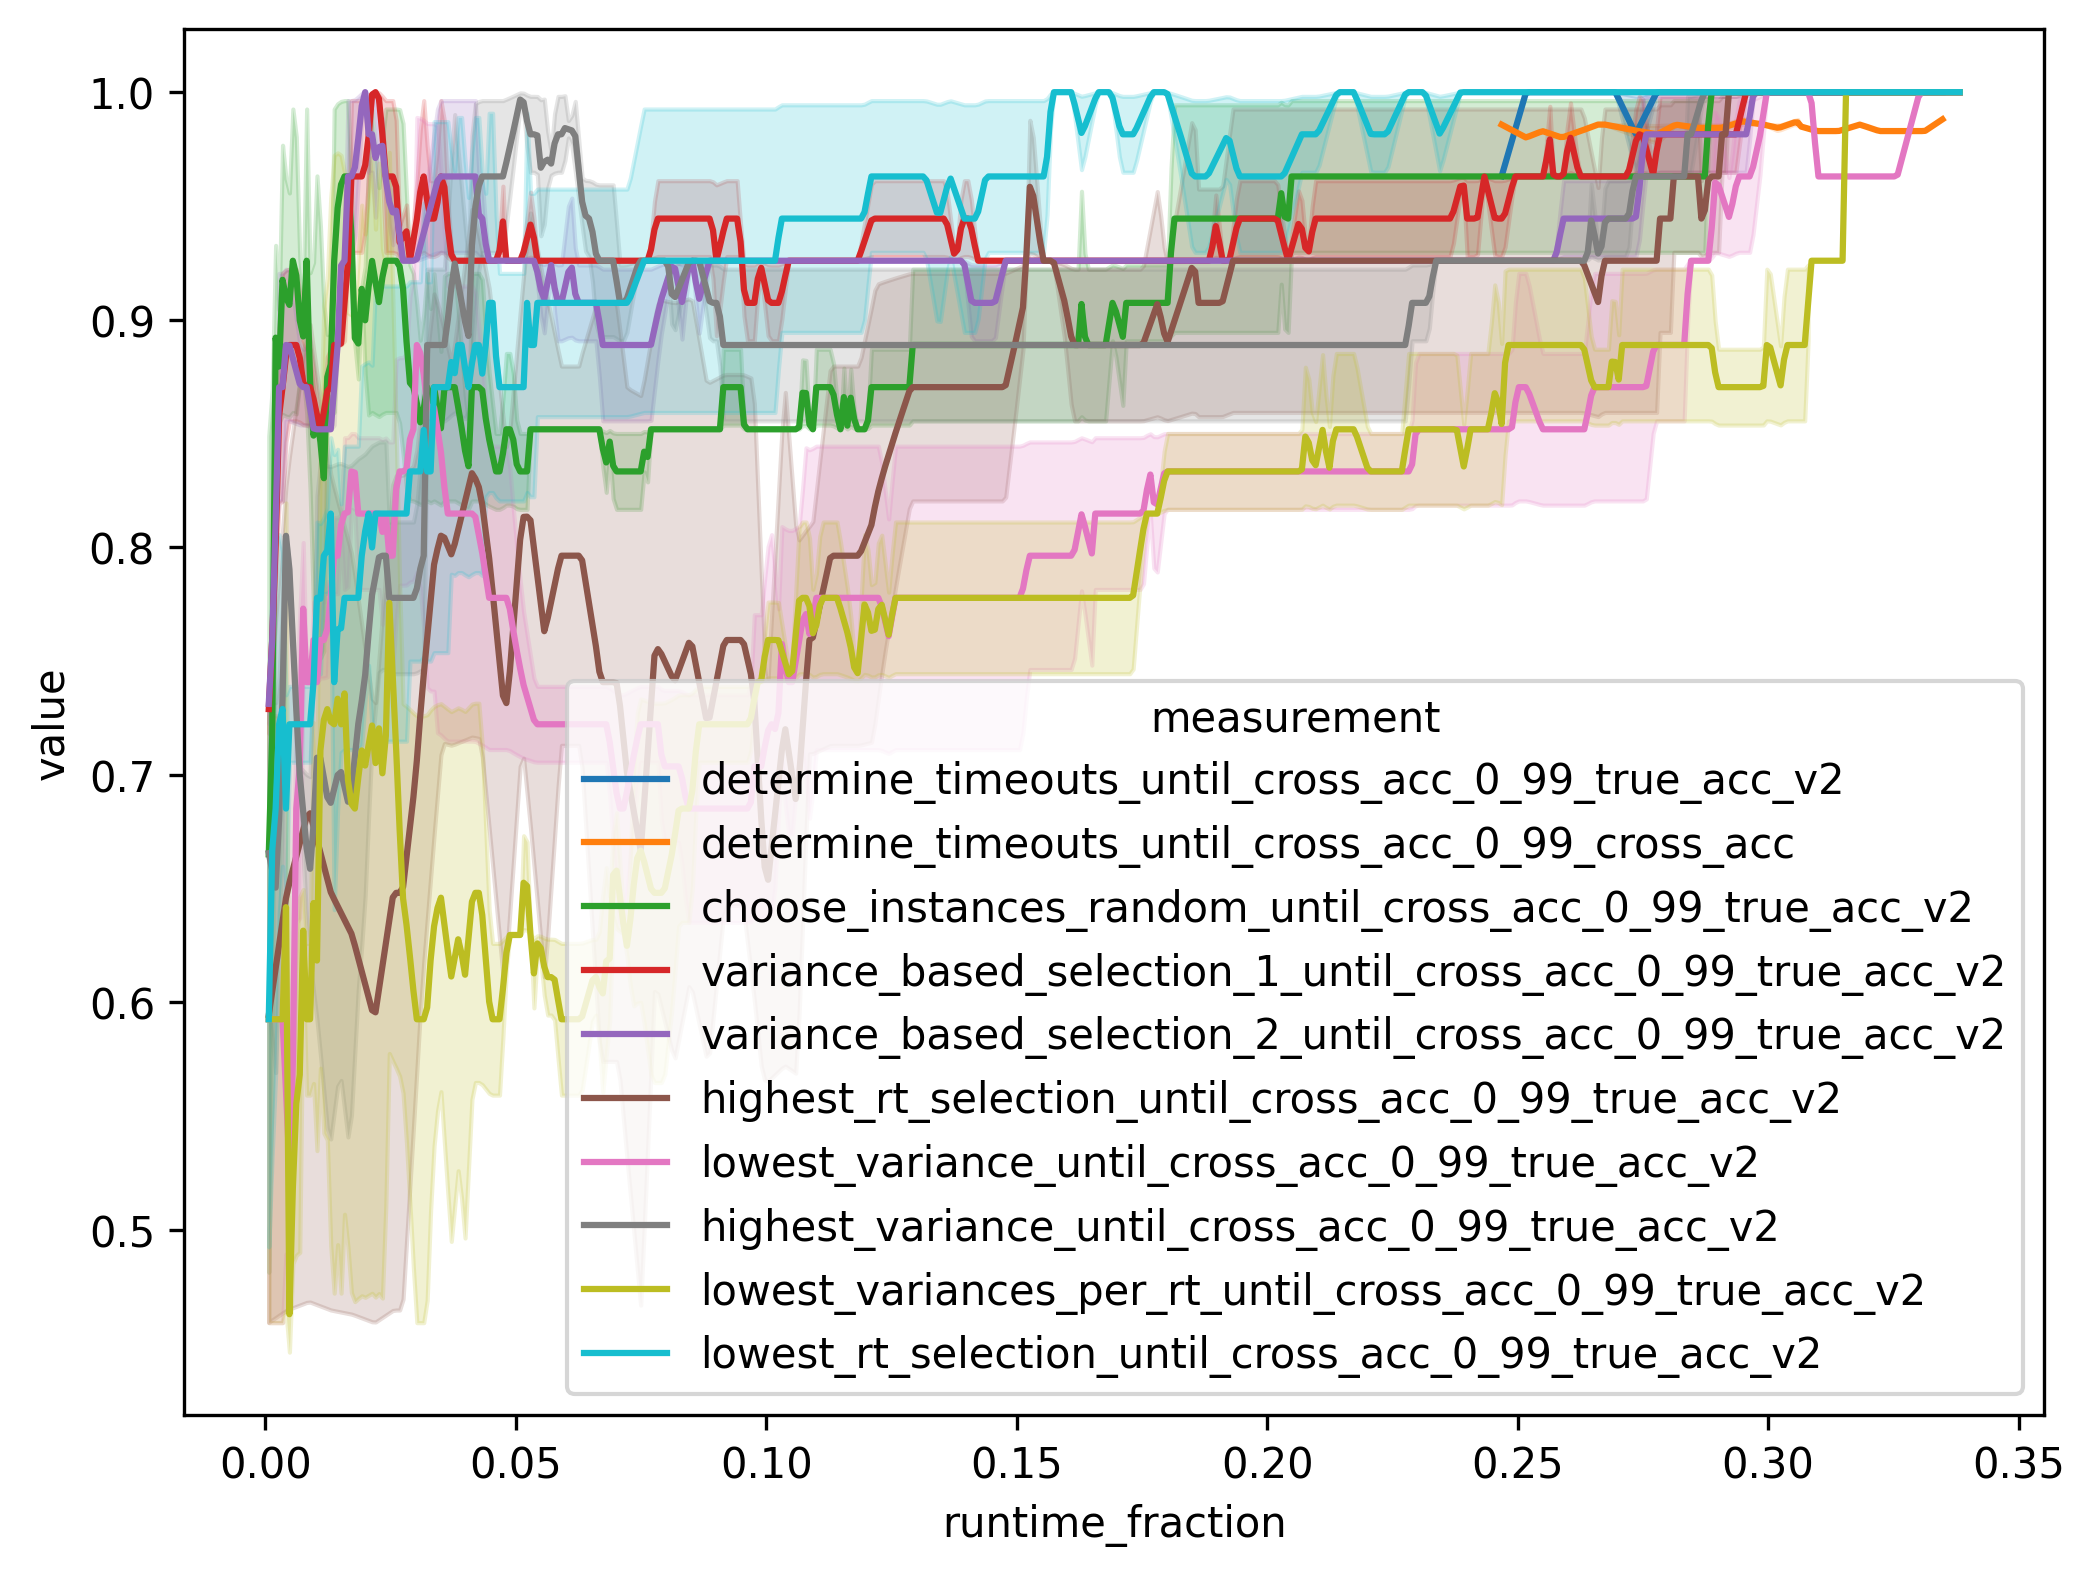 1.0
0.9
0.8
0.7
0.6
0.5
value
measurement
determine_timeouts_until_cross_acc_0_99_true_acc_v2
determine_timeouts_until_cross_acc_0_99_cross_acc
choose_instances_random_until_cross_acc_0_99_true_acc_v2
variance_based_selection_1_until_cross_acc_0_99_true_acc_v2
variance_based_selection_2_until_cross_acc_0_99_true_acc_v2
highest_rt_selection_until_cross_acc_0_99_true_acc_v2
lowest_variance_until_cross_acc_0_99_true_acc_v2
highest_variance_until_cross_acc_0_99_true_acc_v2
lowest_variances_per_rt_until_cross_acc_0_99_true_acc_v2
lowest_rt_selection_until_cross_acc_0_99_true_acc_v2
0.00 0.05 0.10 0.15 0.20 0.25 0.30 0.35
runtime_fraction